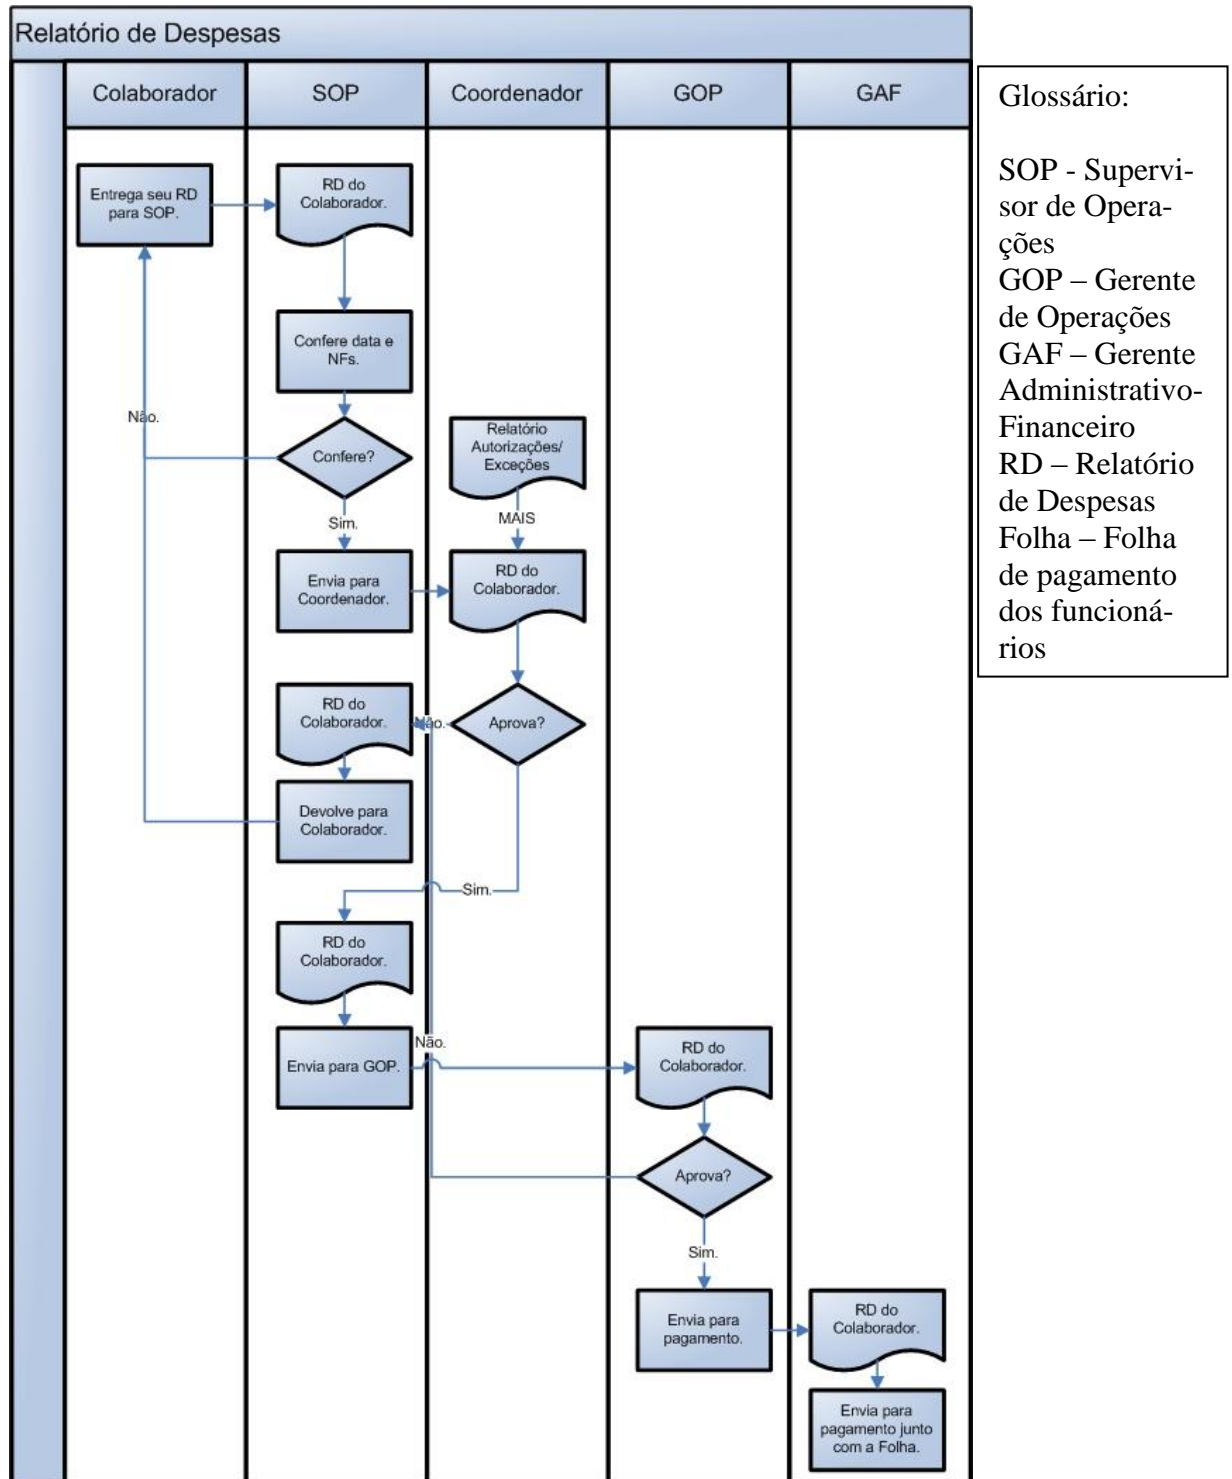 Relatório de Despesas
Colaborador
SOP
Coordenador
GOP
GAF
Glossário:
SOP - Supervi-
sor de Opera-
ções
GOP – Gerente
de Operações
GAF – Gerente
Administrativo-
Financeiro
RD – Relatório
de Despesas
Folha – Folha
de pagamento
dos funcioná-
rios
Entrega seu RD
para SOP.
RD do
Colaborador.
Confere data e
NFs.
Não.
Confere?
Relatório
Autorizações/
Exceções
Sim.
MAIS
Envia para
Coordenador.
RD do
Colaborador.
RD do
Colaborador.
Não.
Aprova?
Devolve para
Colaborador.
Sim.
RD do
Colaborador.
Envia para GOP.
Não.
RD do
Colaborador.
Aprova?
Sim.
Envia para
pagamento.
RD do
Colaborador.
Envia para
pagamento junto
com a Folha.